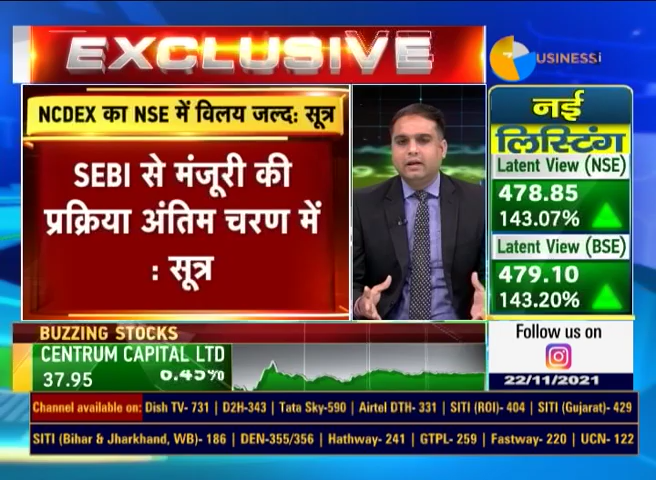 EXCLUSIVE
USINESS
NCDEX का NSE में विलय जल्द: सूत्र
SEBI से मंजूरी की
प्रक्रिया अंतिम चरण में
: सूत्र
नई
लिस्टिंग
Latent View (NSE)
478.85
143.07%
Latent View (BSE)
479.10
143.20%
BUZZING STOCKS
CENTRUM CAPITAL LTD
37.95
Follow us on
22/11/2021
Channel available on: Dish TV- 731 | D2H-343 | Tata Sky-590 | Airtel DTH- 331 | SITI (ROI)- 404 | SITI (Gujarat)- 429
SITI (Bihar & Jharkhand, WB)- 186 | DEN-355/356 | Hathway- 241 | GTPL- 259 | Fastway- 220 | UCN- 122